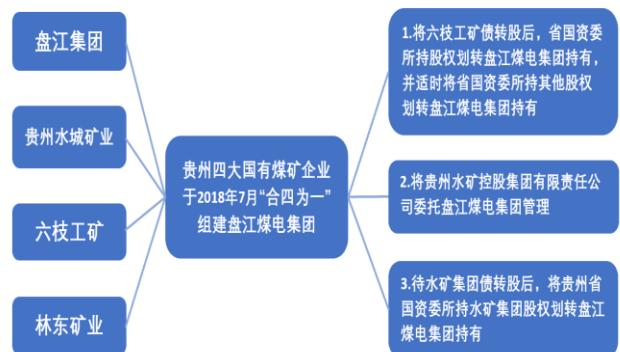 盘江集团
贵州水城矿业
六枝工矿
林东矿业
贵州四大国有煤矿企业
于2018年7月“合四为一”
组建盘江煤电集团
1.将六枝工矿债转股后，省国资委
所持股权划转盘江煤电集团持有，
并适时将省国资委所持其他股权
划转盘江煤电集团持有
2.将贵州水矿控股集团有限责任公
司委托盘江煤电集团管理
3.待水矿集团债转股后，将贵州省
国资委所持水矿集团股权划转盘江
煤电集团持有